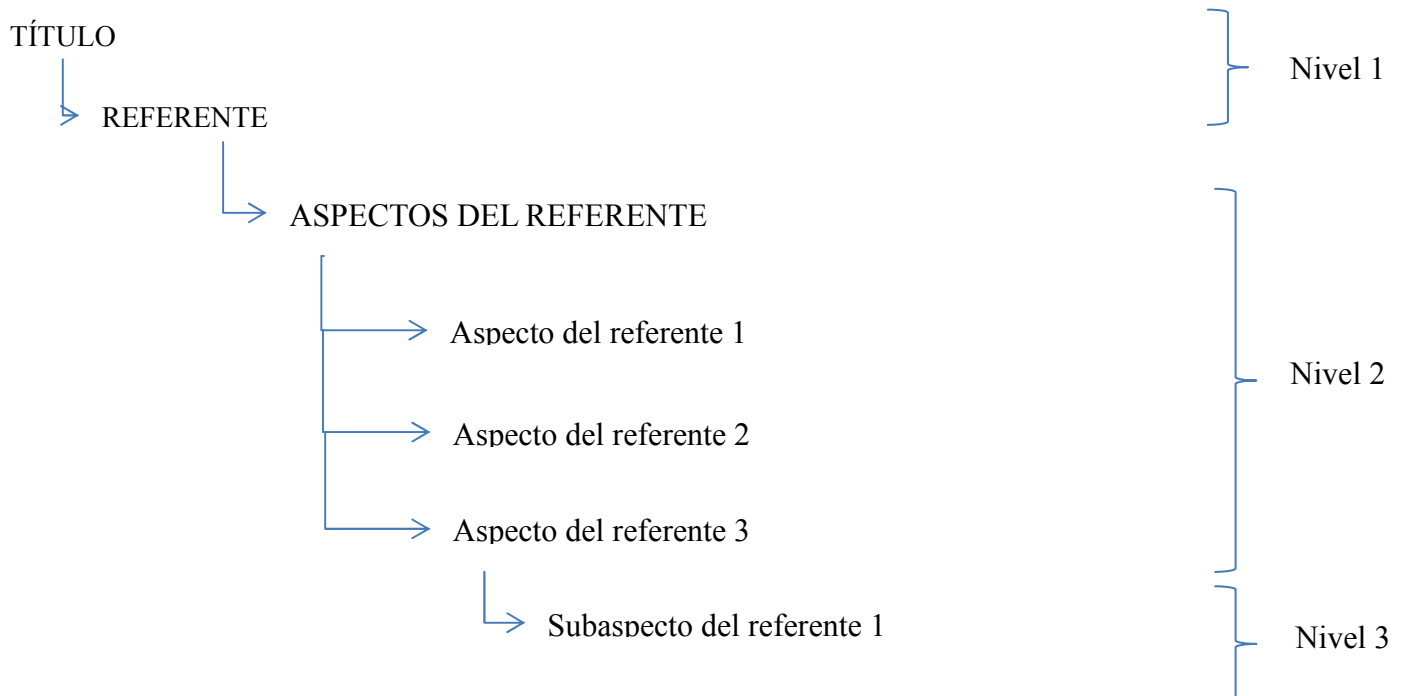 TÍTULO
Nivel 1
REFERENTE
ASPECTOS DEL REFERENTE
Aspecto del referente 1
Nivel 2
Aspecto del referente 2
Aspecto del referente 3
Subaspecto del referente 1
Nivel 3